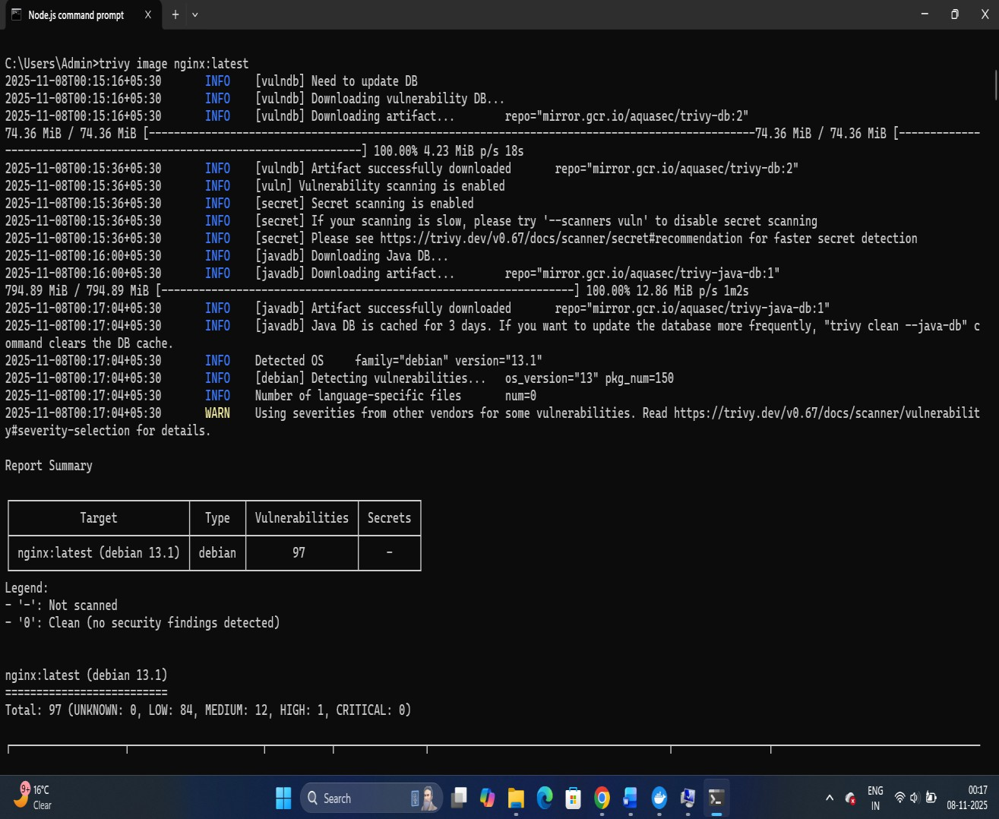 Node.js command prompt
C:\Users\Admin>trivy image nginx:latest
2025-11-08T00:15:16+05:30 INFO [vulndb] Need to update DB
2025-11-08T00:15:16+05:30 INFO [vulndb] Downloading vulnerability DB...
2025-11-08T00:15:16+05:30 INFO [vulndb] Downloading artifact... repo="mirror.gcr.io/aquasec/trivy-db:2"
74.36 MiB / 74.36 MiB [-------------------------------------------------------------------------------------------------74.36 MiB / 74.36 MiB [-------------
---------------------------------------------------------] 100.00% 4.23 MiB p/s 18s
2025-11-08T00:15:36+05:30 INFO [vulndb] Artifact successfully downloaded repo="mirror.gcr.io/aquasec/trivy-db:2"
2025-11-08T00:15:36+05:30 INFO [vuln] Vulnerability scanning is enabled
2025-11-08T00:15:36+05:30 INFO [secret] Secret scanning is enabled
2025-11-08T00:15:36+05:30 INFO [secret] If your scanning is slow, please try '--scanners vuln' to disable secret scanning
2025-11-08T00:15:36+05:30 INFO [secret] Please see https://trivy.dev/v0.67/docs/scanner/secret#recommendation for faster secret detection
2025-11-08T00:16:00+05:30 INFO [javadb] Downloading Java DB...
2025-11-08T00:16:00+05:30 INFO [javadb] Downloading artifact... repo="mirror.gcr.io/aquasec/trivy-java-db:1"
794.89 MiB / 794.89 MiB [------------------------------------------------------------------] 100.00% 12.86 MiB p/s 1m2s
2025-11-08T00:17:04+05:30 INFO [javadb] Artifact successfully downloaded repo="mirror.gcr.io/aquasec/trivy-java-db:1"
2025-11-08T00:17:04+05:30 INFO [javadb] Java DB is cached for 3 days. If you want to update the database more frequently, "trivy clean --java-db" c
ommand clears the DB cache.
2025-11-08T00:17:04+05:30 INFO Detected OS family="debian" version="13.1"
2025-11-08T00:17:04+05:30 INFO [debian] Detecting vulnerabilities... os_version="13" pkg_num=150
2025-11-08T00:17:04+05:30 INFO Number of language-specific files num=0
2025-11-08T00:17:04+05:30 WARN Using severities from other vendors for some vulnerabilities. Read https://trivy.dev/v0.67/docs/scanner/vulnerabilit
y#severity-selection for details.
Report Summary
Target Type Vulnerabilities Secrets
nginx:latest (debian 13.1) debian 97 -
Legend:
- '-': Not scanned
- '0': Clean (no security findings detected)
nginx:latest (debian 13.1)
==========================
Total: 97 (UNKNOWN: 0, LOW: 84, MEDIUM: 12, HIGH: 1, CRITICAL: 0)
9+ 16°C
Clear
Search
ENG
IN
00:17
08-11-2025